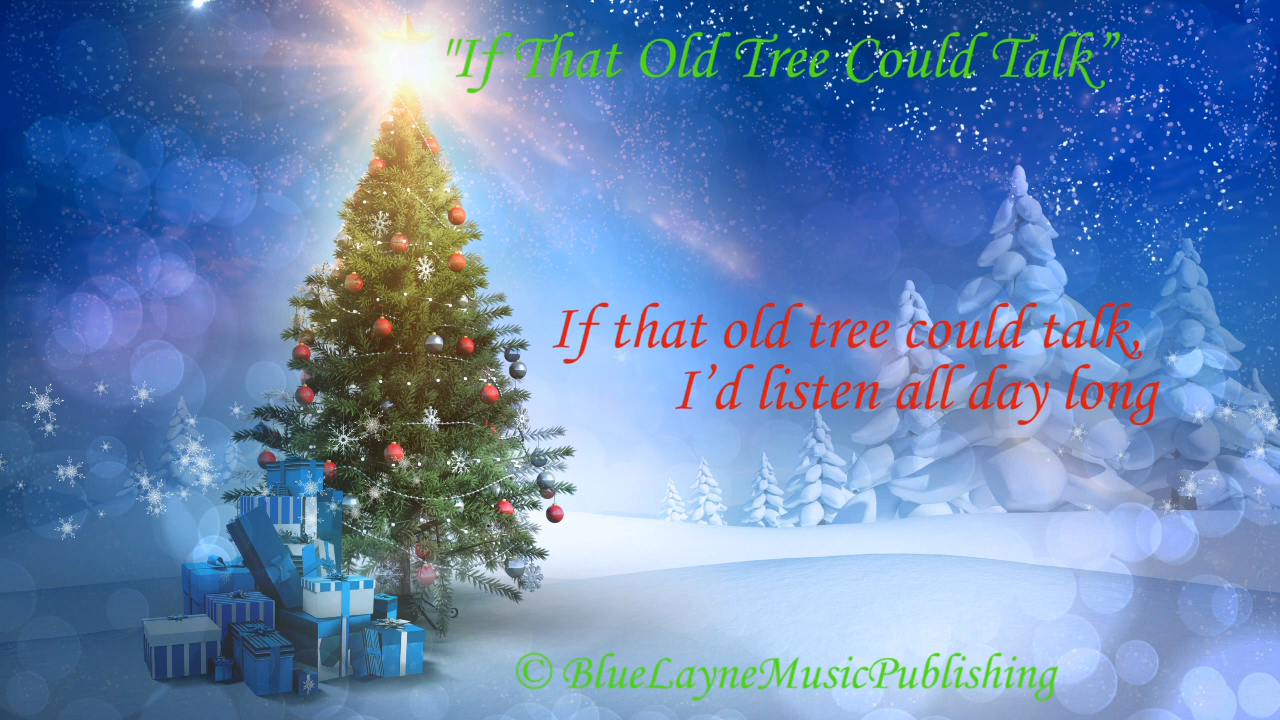 "If That Old Tree Could Talk”
If that old tree could talk,
I’d listen all day long
© BlueLayneMusicPublishing